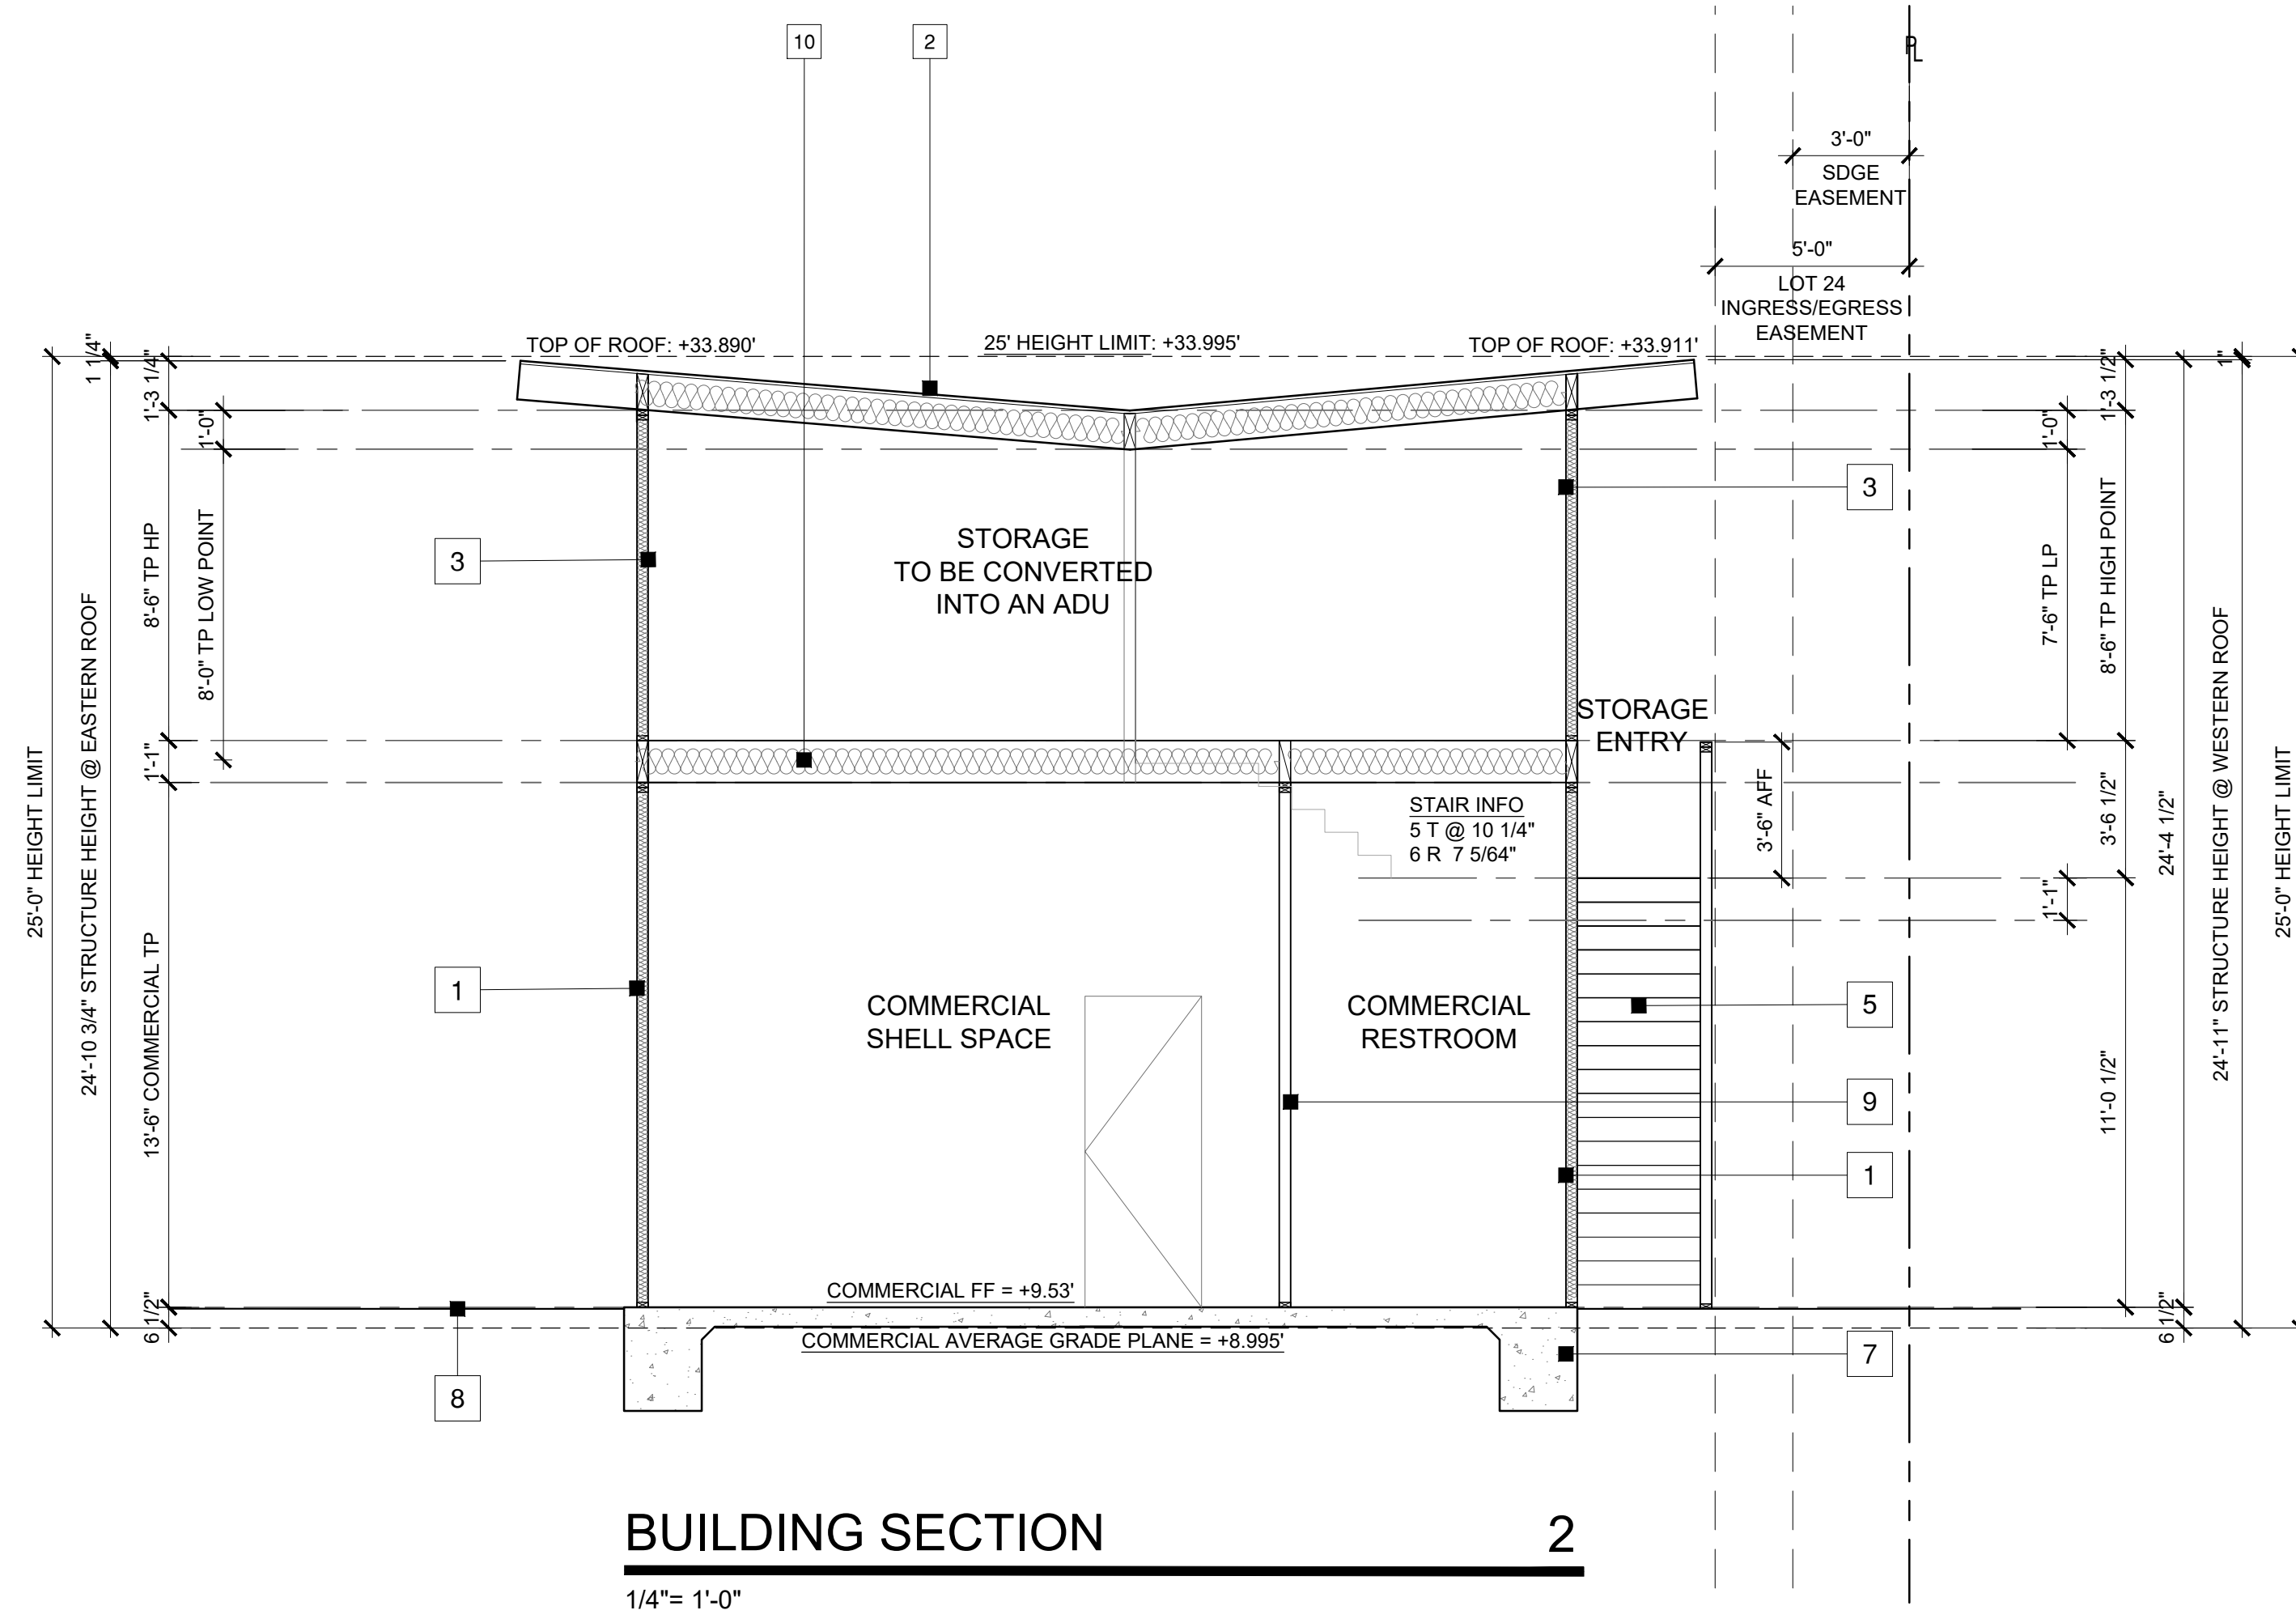 10
2
PL
3'-0"
SDGE
EASEMENT
5'-0"
LOT 24
INGRESS/EGRESS
EASEMENT
TOP OF ROOF: +33.890'
25' HEIGHT LIMIT: +33.995'
TOP OF ROOF: +33.911'
1 1/4"
1'-3 1/4"
1'-0"
8'-6" TP HP
8'-0" TP LOW POINT
1'-1"
25'-0" HEIGHT LIMIT
24'-10 3/4" STRUCTURE HEIGHT @ EASTERN ROOF
13'-6" COMMERCIAL TP
6 1/2"
3
1
8
STORAGE
TO BE CONVERTED
INTO AN ADU
STORAGE
ENTRY
STAIR INFO
5 T @ 10 1/4"
6 R  7 5/64"
3'-6" AFF
COMMERCIAL
SHELL SPACE
COMMERCIAL
RESTROOM
COMMERCIAL FF = +9.53'
COMMERCIAL AVERAGE GRADE PLANE = +8.995'
3
5
9
1
7
1'-0"
7'-6" TP LP
1'-1"
1'-3 1/2"
8'-6" TP HIGH POINT
3'-6 1/2"
11'-0 1/2"
24'-4 1/2"
6 1/2"
1"
24'-11" STRUCTURE HEIGHT @ WESTERN ROOF
25'-0" HEIGHT LIMIT
BUILDING SECTION
2
1/4"= 1'-0"